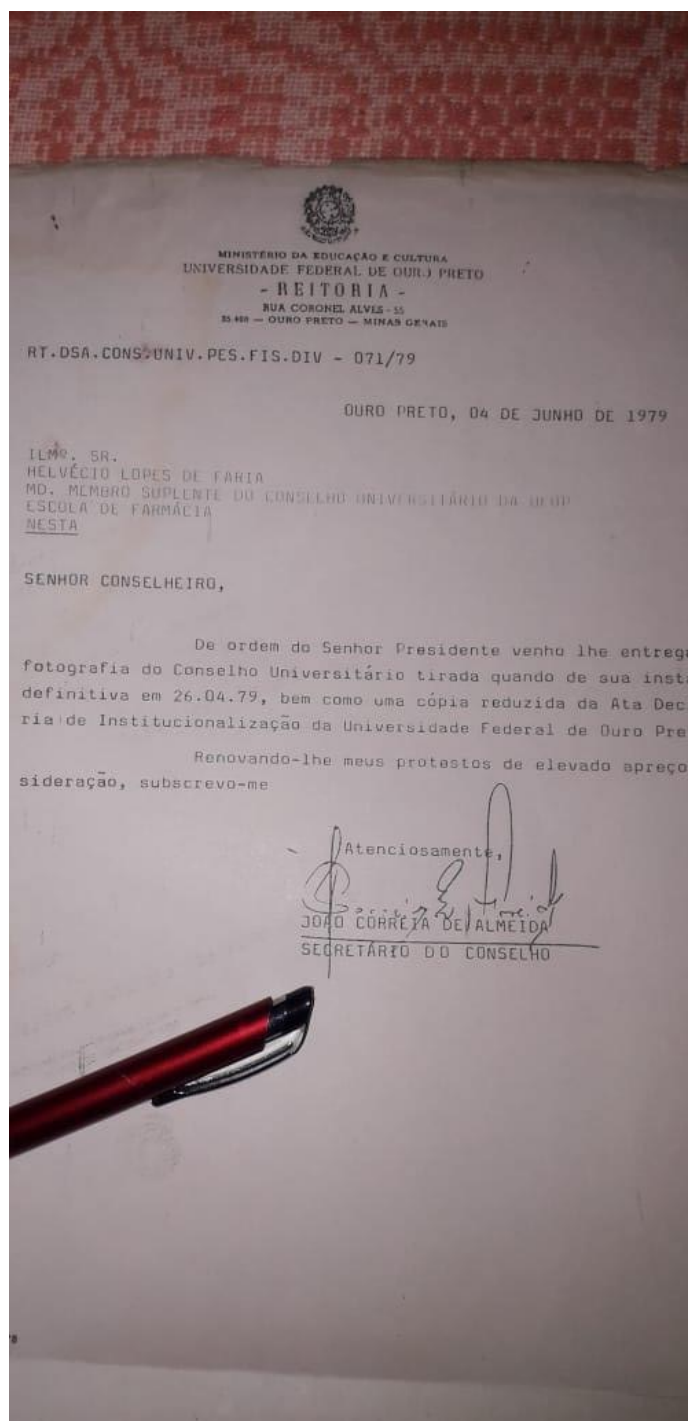 MINISTÉRIO DA EDUCAÇÃO E CULTURA
UNIVERSIDADE FEDERAL DE OURO PRETO
- REITORIA -
RUA CORONEL ALVES - 55
35.400 — OURO PRETO — MINAS GERAIS
RT.DSA.CONS.UNIV.PES.FIS.DIV - 071/79
OURO PRETO, 04 DE JUNHO DE 1979
ILMº. SR.
HELVÉCIO LOPES DE FARIA
MD. MEMBRO SUPLENTE DO CONSELHO UNIVERSITÁRIO DA UFOP
ESCOLA DE FARMÁCIA
NESTA
SENHOR CONSELHEIRO,
De ordem do Senhor Presidente venho lhe entrega
fotografia do Conselho Universitário tirada quando de sua insta
definitiva em 26.04.79, bem como uma cópia reduzida da Ata Dec
ria de Institucionalização da Universidade Federal de Ouro Pre
Renovando-lhe meus protestos de elevado apreço
sideração, subscrevo-me
Atenciosamente,
JOÃO CORREIA DE ALMEIDA
SECRETÁRIO DO CONSELHO